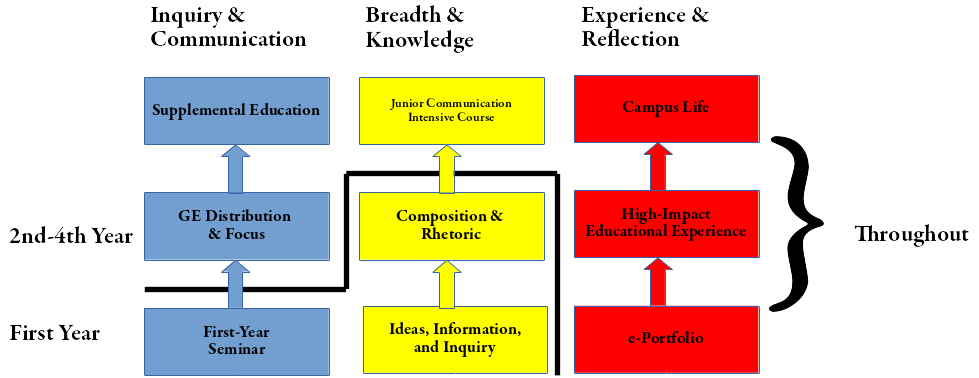 Inquiry &
Communication
Breadth &
Knowledge
Experience &
Reflection
Supplemental Education
Junior Communication
Intensive Course
Campus Life
2nd-4th Year
GE Distribution
& Focus
Composition &
Rhetoric
High-Impact
Educational Experience
Throughout
First Year
First-Year
Seminar
Ideas, Information,
and Inquiry
e-Portfolio